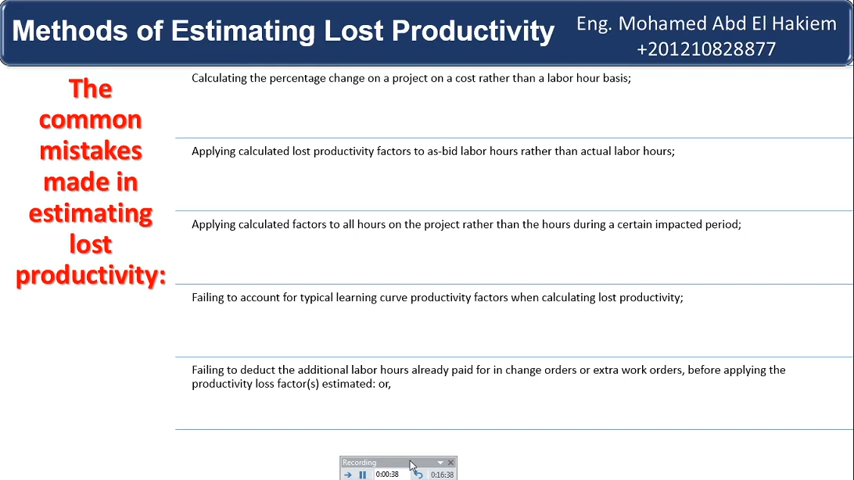 Methods of Estimating Lost Productivity
Eng. Mohamed Abd El Hakiem
+201210828877
The
common
mistakes
made in
estimating
lost
productivity:
Calculating the percentage change on a project on a cost rather than a labor hour basis;
Applying calculated lost productivity factors to as-bid labor hours rather than actual labor hours;
Applying calculated factors to all hours on the project rather than the hours during a certain impacted period;
Failing to account for typical learning curve productivity factors when calculating lost productivity;
Failing to deduct the additional labor hours already paid for in change orders or extra work orders, before applying the
productivity loss factor(s) estimated: or,
Recording
0:00:38 0:16:38